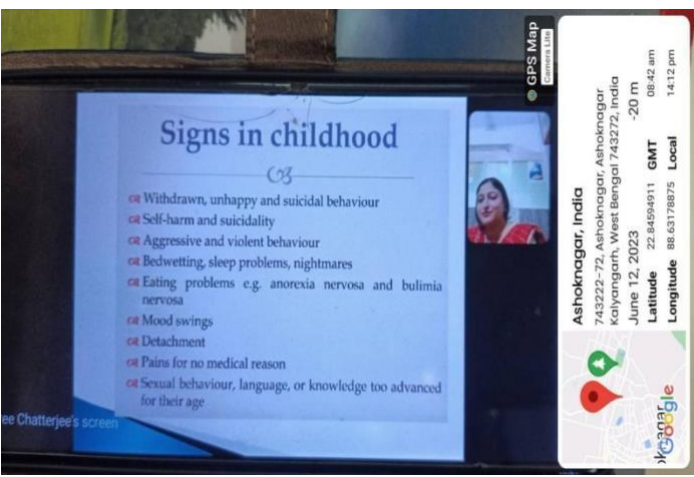 Signs in childhood
Withdrawn, unhappy and suicidal behaviour
Self-harm and suicidality
Aggressive and violent behaviour
Bedwetting, sleep problems, nightmares
Eating problems e.g. anorexia nervosa and bulimia
nervosa
Mood swings
Detachment
Pains for no medical reason
Sexual behaviour, language, or knowledge too advanced
for their age
ee Chatterjee's screen
GPS Map
Camera Lite
Ashoknagar, India
743222-72, Ashoknagar, Ashoknagar
Kalyangarh, West Bengal 743272, India
June 12, 2023 -20 m
Latitude 22.84594911 GMT 08:42 am
Longitude 88.63178875 Local 14:12 pm
oknagar
Google